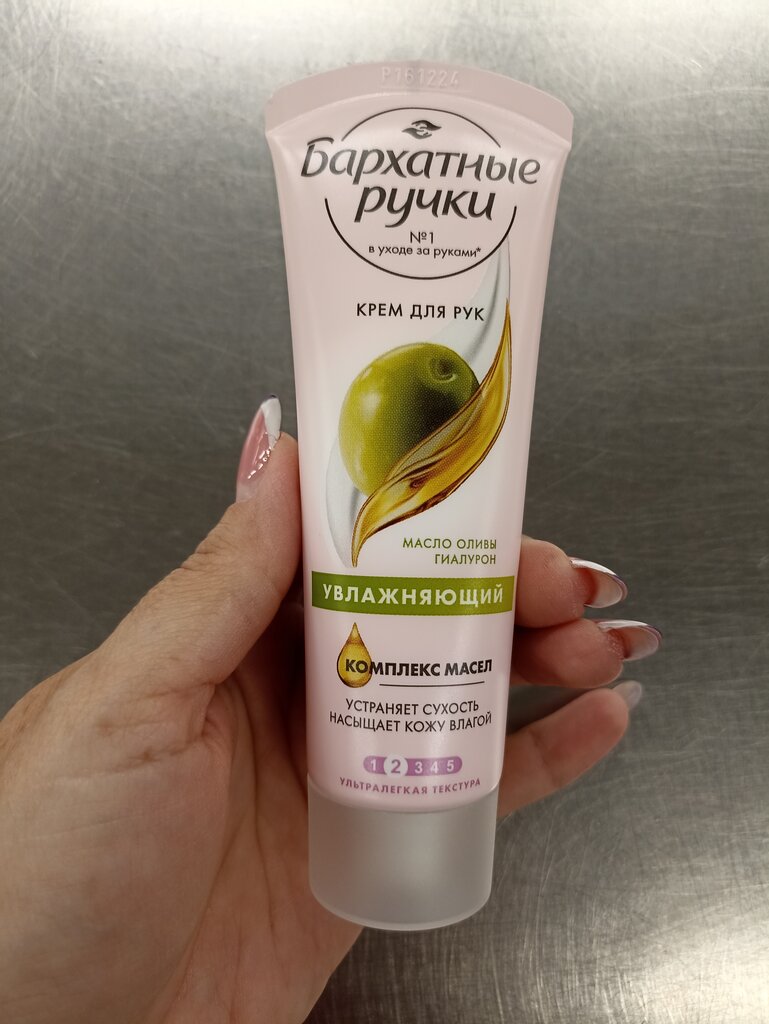 P161224
Бархатные
ручки
№1
в уходе за руками*
КРЕМ ДЛЯ РУК
МАСЛО ОЛИВЫ
ГИАЛУРОН
УВЛАЖНЯЮЩИЙ
КОМПЛЕКС МАСЕЛ
УСТРАНЯЕТ СУХОСТЬ
НАСЫЩАЕТ КОЖУ ВЛАГОЙ
1 2 3 4 5
УЛЬТРАЛЕГКАЯ ТЕКСТУРА